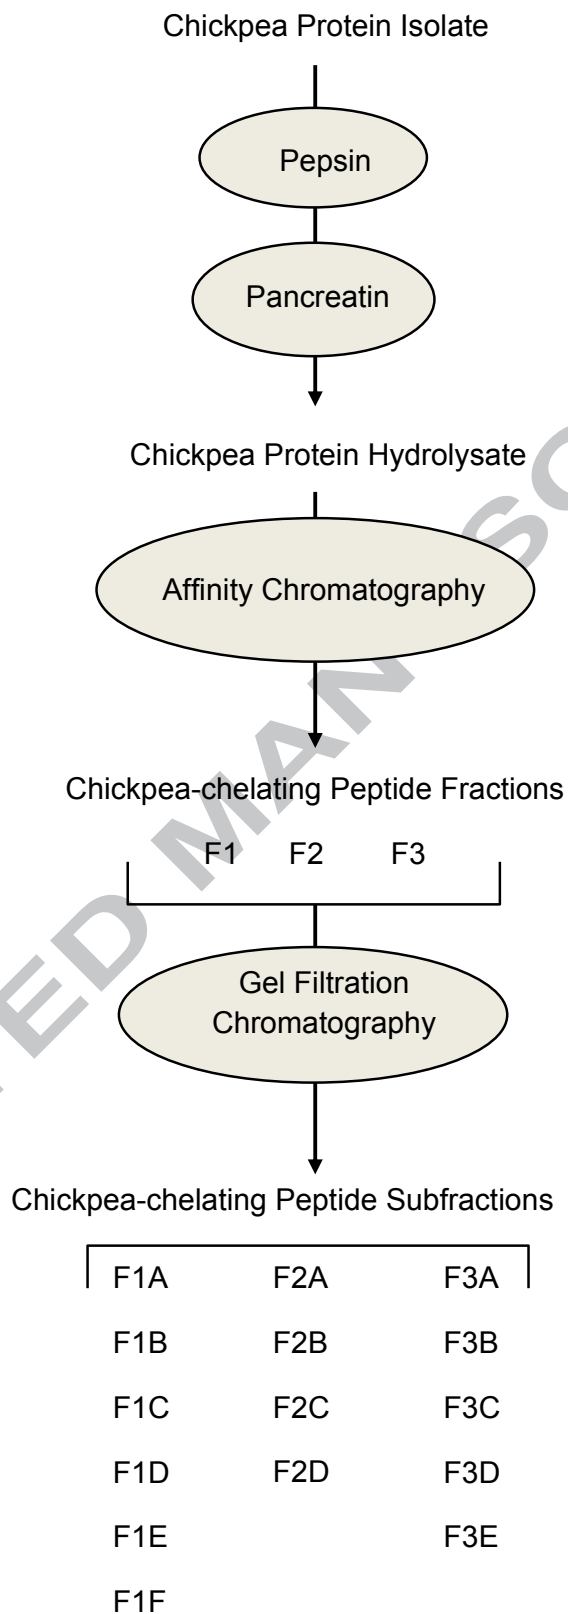 Chickpea Protein Isolate
Pepsin
Pancreatin
Chickpea Protein Hydrolysate
Affinity Chromatography
Chickpea-chelating Peptide Fractions
F1 F2 F3
Gel Filtration
Chromatography
Chickpea-chelating Peptide Subfractions
F1A F2A F3A
F1B F2B F3B
F1C F2C F3C
F1D F2D F3D
F1E F3E
F1F